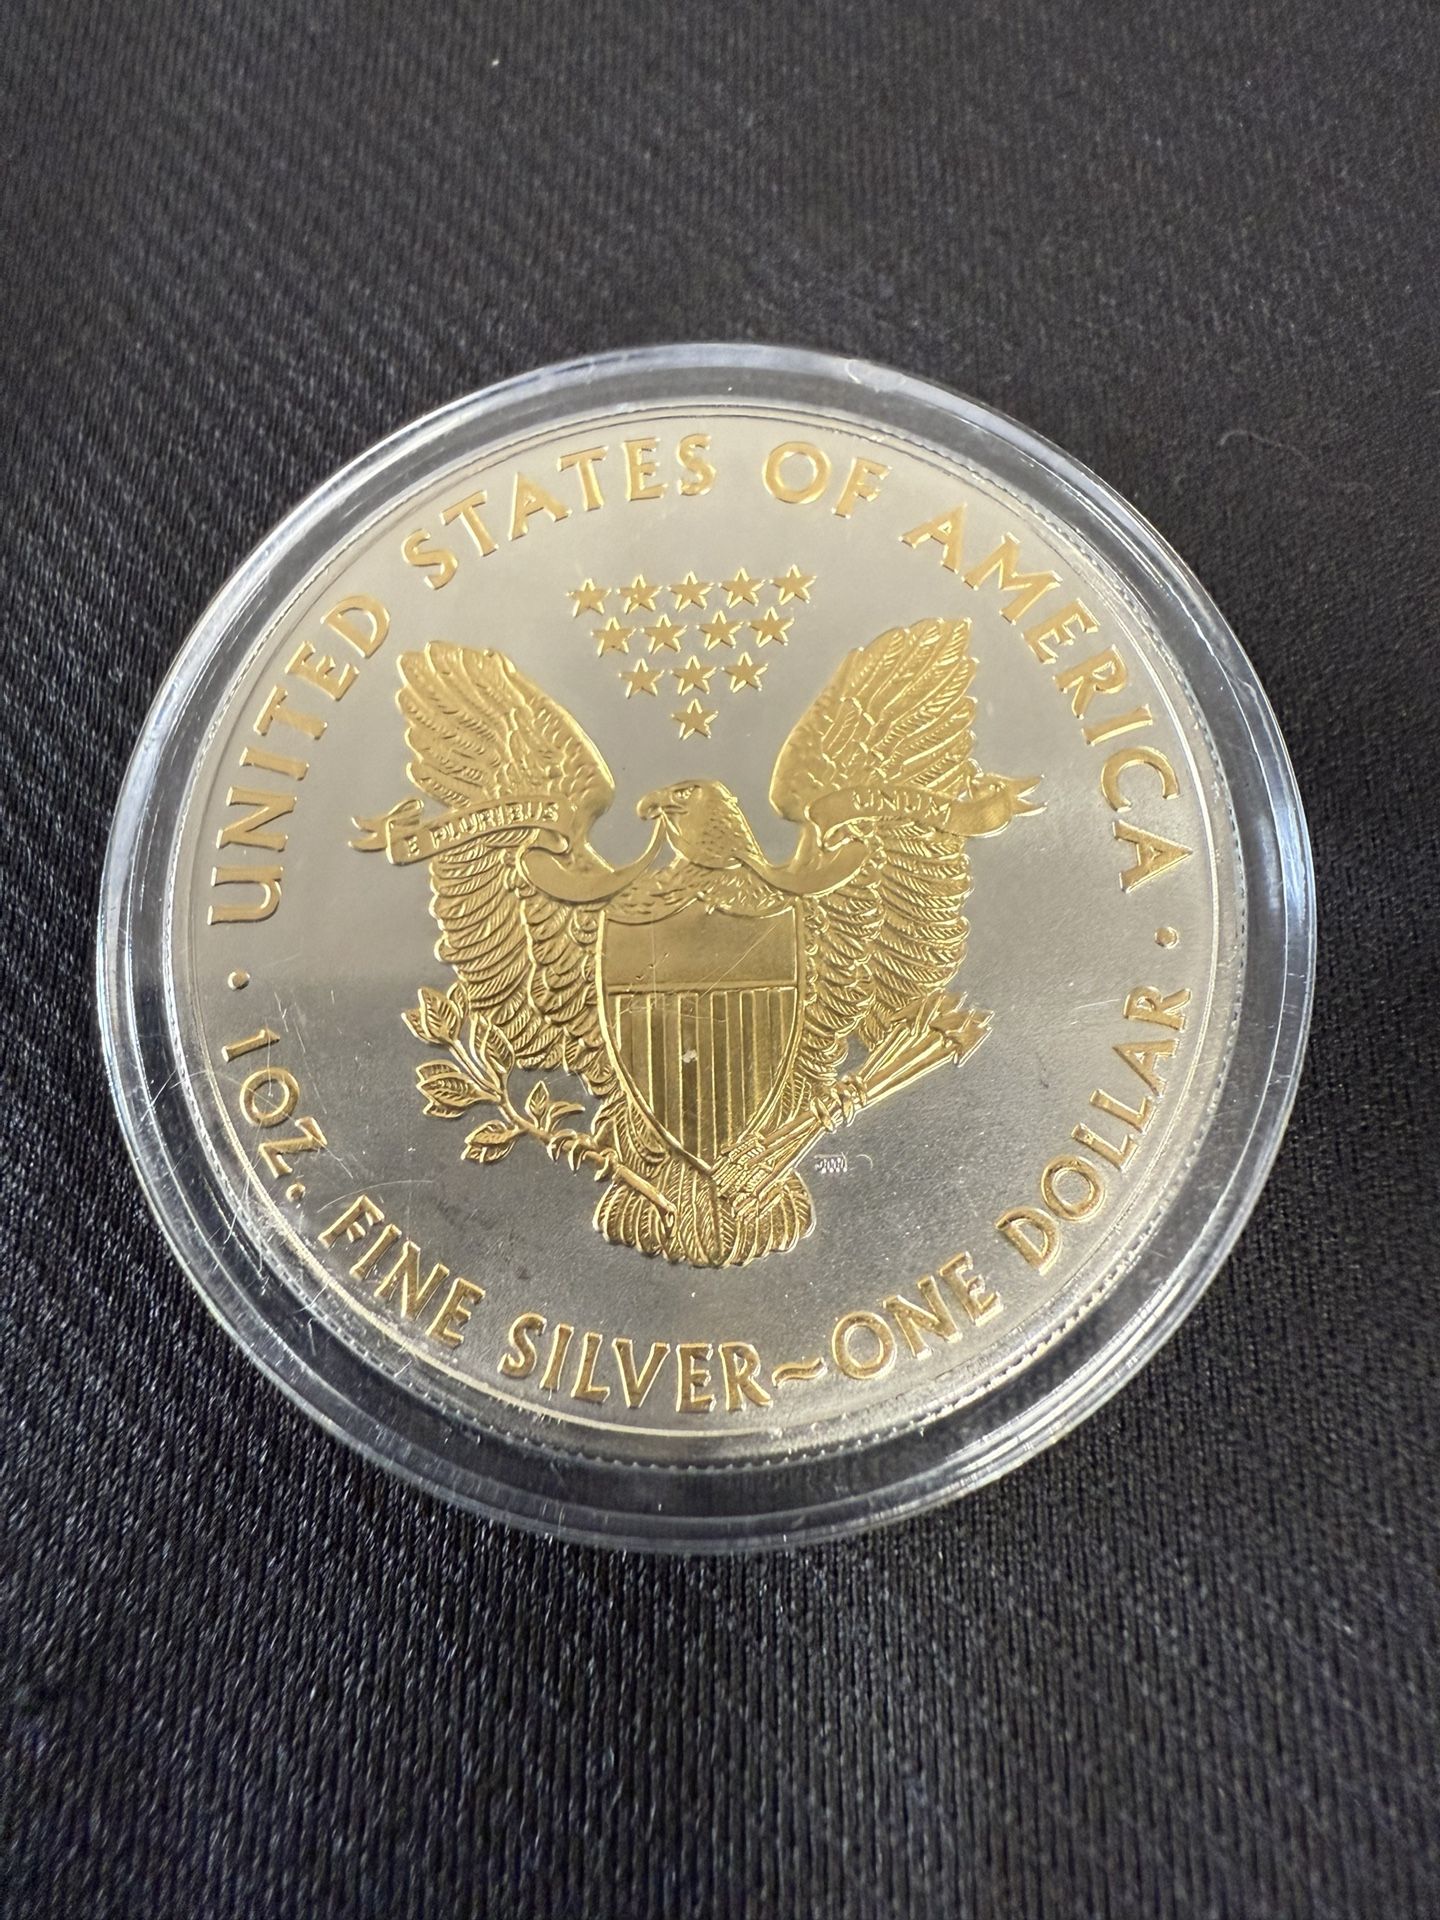 UNITED STATES OF AMERICA
E PLURIBUS
UNUM
1 OZ. FINE SILVER~ONE DOLLAR